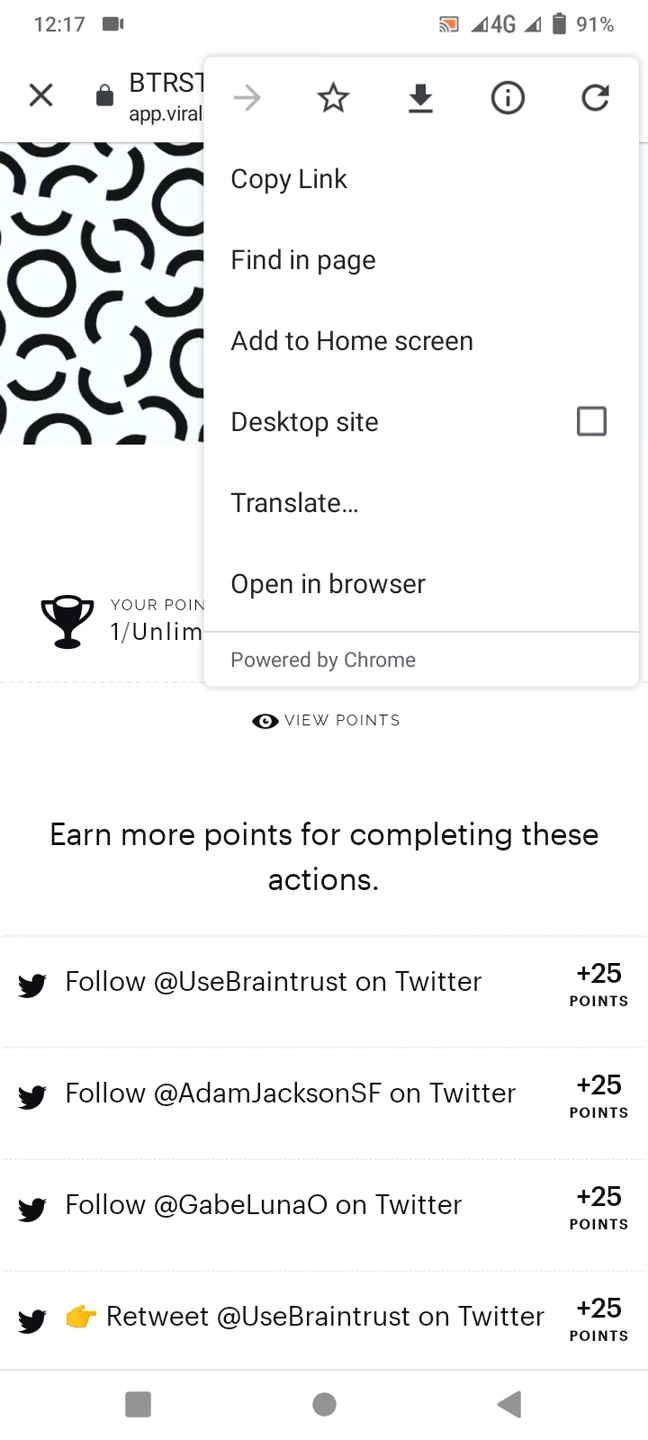 12:17
4G
91%
BTRST
app.viral
Copy Link
Find in page
Add to Home screen
Desktop site
Translate…
Open in browser
Powered by Chrome
YOUR POIN
1/Unlim
VIEW POINTS
Earn more points for completing these
actions.
Follow @UseBraintrust on Twitter
+25
POINTS
Follow @AdamJacksonSF on Twitter
+25
POINTS
Follow @GabeLunaO on Twitter
+25
POINTS
👉 Retweet @UseBraintrust on Twitter
+25
POINTS